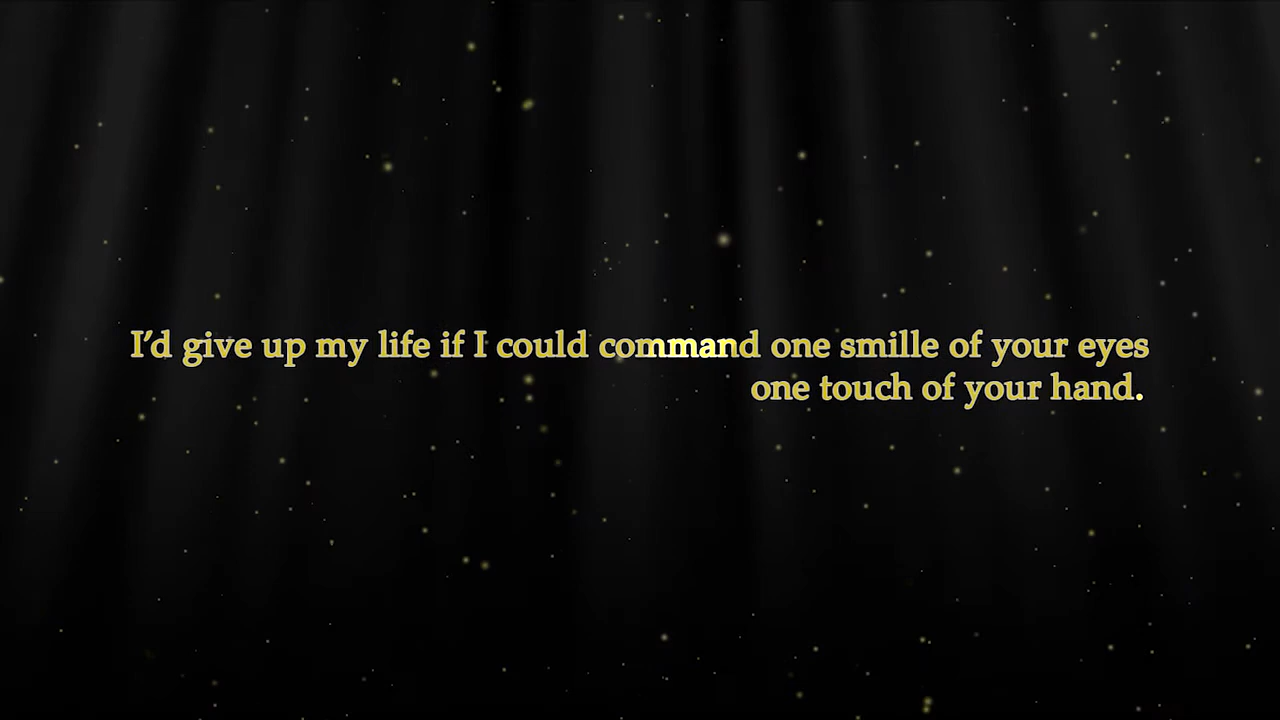 I’d give up my life if I could command one smille of your eyes
one touch of your hand.